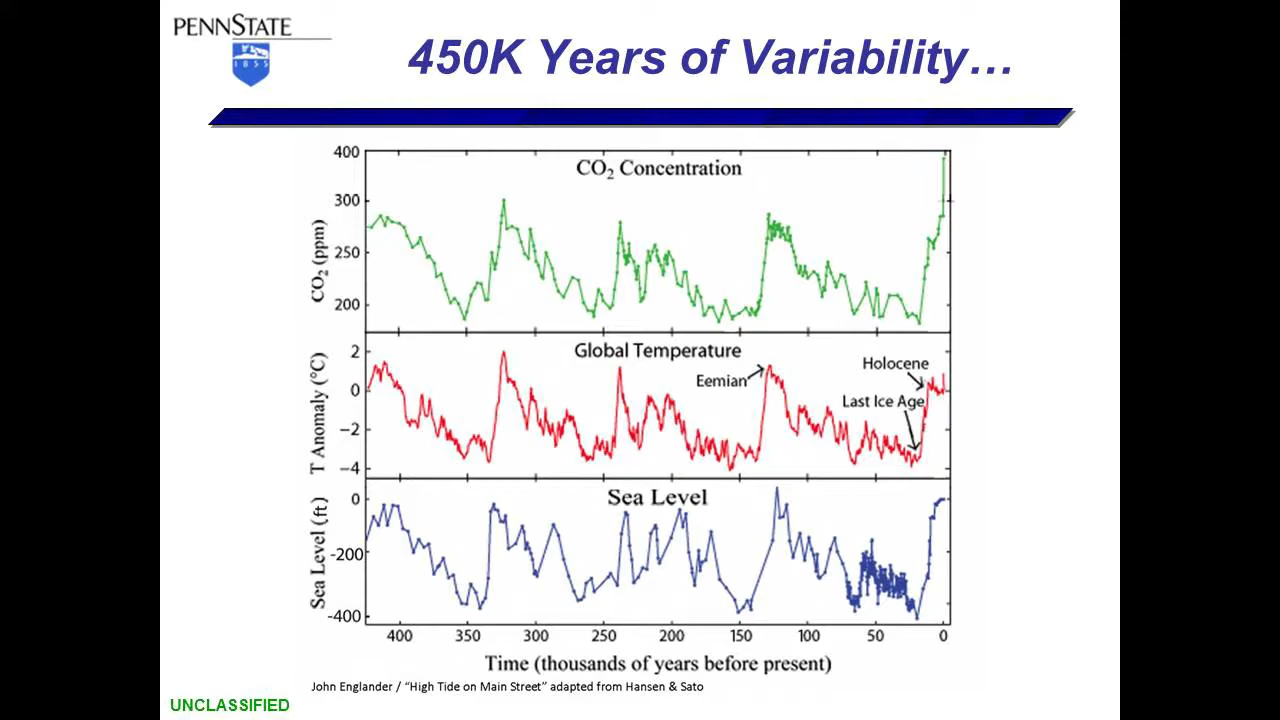 PENNSTATE
1855
450K Years of Variability…
CO₂ Concentration
400
300
250
200
CO₂ (ppm)
Global Temperature
Eemian
Holocene
Last Ice Age
2
0
−2
−4
T Anomaly (°C)
Sea Level
0
-200
-400
Sea Level (ft)
400 350 300 250 200 150 100 50 0
Time (thousands of years before present)
John Englander / "High Tide on Main Street" adapted from Hansen & Sato
UNCLASSIFIED